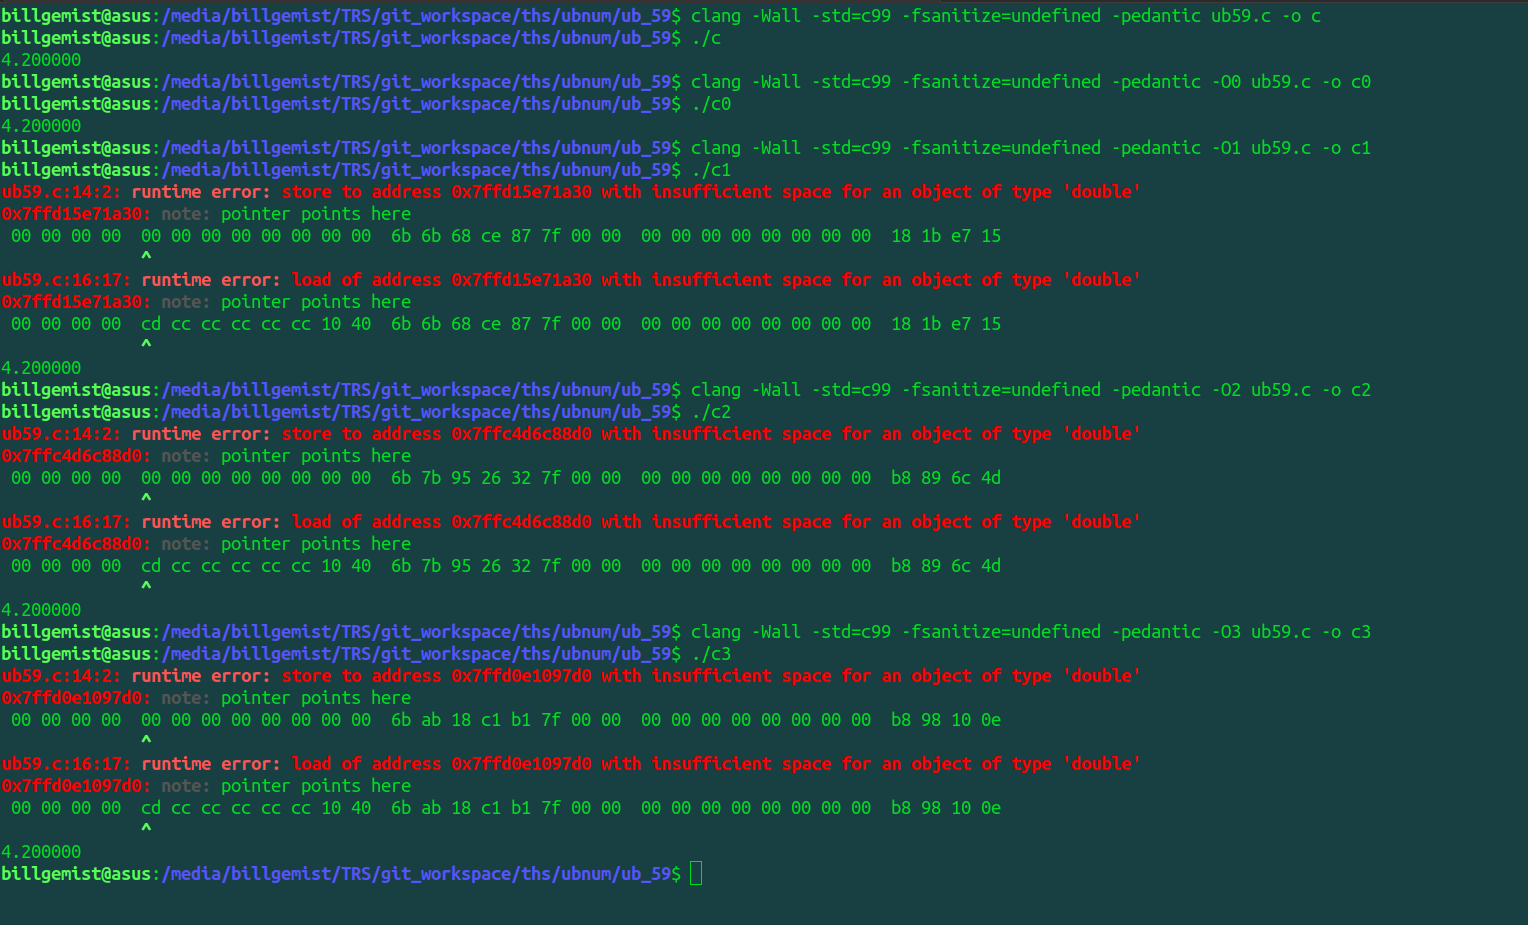 billgemist@asus:/media/billgemist/TRS/git_workspace/ths/ubnum/ub_59$ clang -Wall -std=c99 -fsanitize=undefined -pedantic ub59.c -o c
billgemist@asus:/media/billgemist/TRS/git_workspace/ths/ubnum/ub_59$ ./c
4.200000
billgemist@asus:/media/billgemist/TRS/git_workspace/ths/ubnum/ub_59$ clang -Wall -std=c99 -fsanitize=undefined -pedantic -O0 ub59.c -o c0
billgemist@asus:/media/billgemist/TRS/git_workspace/ths/ubnum/ub_59$ ./c0
4.200000
billgemist@asus:/media/billgemist/TRS/git_workspace/ths/ubnum/ub_59$ clang -Wall -std=c99 -fsanitize=undefined -pedantic -O1 ub59.c -o c1
billgemist@asus:/media/billgemist/TRS/git_workspace/ths/ubnum/ub_59$ ./c1
ub59.c:14:2: runtime error: store to address 0x7ffd15e71a30 with insufficient space for an object of type 'double'
0x7ffd15e71a30: note: pointer points here
 00 00 00 00  00 00 00 00 00 00 00 00  6b 6b 68 ce 87 7f 00 00  00 00 00 00 00 00 00 00  18 1b e7 15
              ^
ub59.c:16:17: runtime error: load of address 0x7ffd15e71a30 with insufficient space for an object of type 'double'
0x7ffd15e71a30: note: pointer points here
 00 00 00 00  cd cc cc cc cc cc 10 40  6b 6b 68 ce 87 7f 00 00  00 00 00 00 00 00 00 00  18 1b e7 15
              ^
4.200000
billgemist@asus:/media/billgemist/TRS/git_workspace/ths/ubnum/ub_59$ clang -Wall -std=c99 -fsanitize=undefined -pedantic -O2 ub59.c -o c2
billgemist@asus:/media/billgemist/TRS/git_workspace/ths/ubnum/ub_59$ ./c2
ub59.c:14:2: runtime error: store to address 0x7ffc4d6c88d0 with insufficient space for an object of type 'double'
0x7ffc4d6c88d0: note: pointer points here
 00 00 00 00  00 00 00 00 00 00 00 00  6b 7b 95 26 32 7f 00 00  00 00 00 00 00 00 00 00  b8 89 6c 4d
              ^
ub59.c:16:17: runtime error: load of address 0x7ffc4d6c88d0 with insufficient space for an object of type 'double'
0x7ffc4d6c88d0: note: pointer points here
 00 00 00 00  cd cc cc cc cc cc 10 40  6b 7b 95 26 32 7f 00 00  00 00 00 00 00 00 00 00  b8 89 6c 4d
              ^
4.200000
billgemist@asus:/media/billgemist/TRS/git_workspace/ths/ubnum/ub_59$ clang -Wall -std=c99 -fsanitize=undefined -pedantic -O3 ub59.c -o c3
billgemist@asus:/media/billgemist/TRS/git_workspace/ths/ubnum/ub_59$ ./c3
ub59.c:14:2: runtime error: store to address 0x7ffd0e1097d0 with insufficient space for an object of type 'double'
0x7ffd0e1097d0: note: pointer points here
 00 00 00 00  00 00 00 00 00 00 00 00  6b ab 18 c1 b1 7f 00 00  00 00 00 00 00 00 00 00  b8 98 10 0e
              ^
ub59.c:16:17: runtime error: load of address 0x7ffd0e1097d0 with insufficient space for an object of type 'double'
0x7ffd0e1097d0: note: pointer points here
 00 00 00 00  cd cc cc cc cc cc 10 40  6b ab 18 c1 b1 7f 00 00  00 00 00 00 00 00 00 00  b8 98 10 0e
              ^
4.200000
billgemist@asus:/media/billgemist/TRS/git_workspace/ths/ubnum/ub_59$